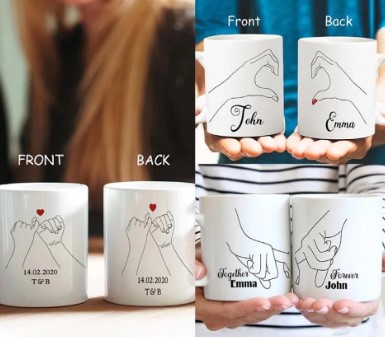 FRONT
BACK
14.02.2020
T&B
14.02.2020
T&B
Front
Back
John
Emma
Together
Emma
Forever
John